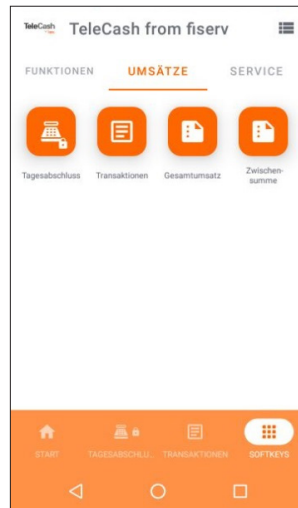 TeleCash
TeleCash from fiserv
FUNKTIONEN UMSÄTZE SERVICE
Tagesabschluss Transaktionen Gesamtumsatz Zwischen-
summe
START TAGESABSCHLU... TRANSAKTIONEN SOFTKEYS